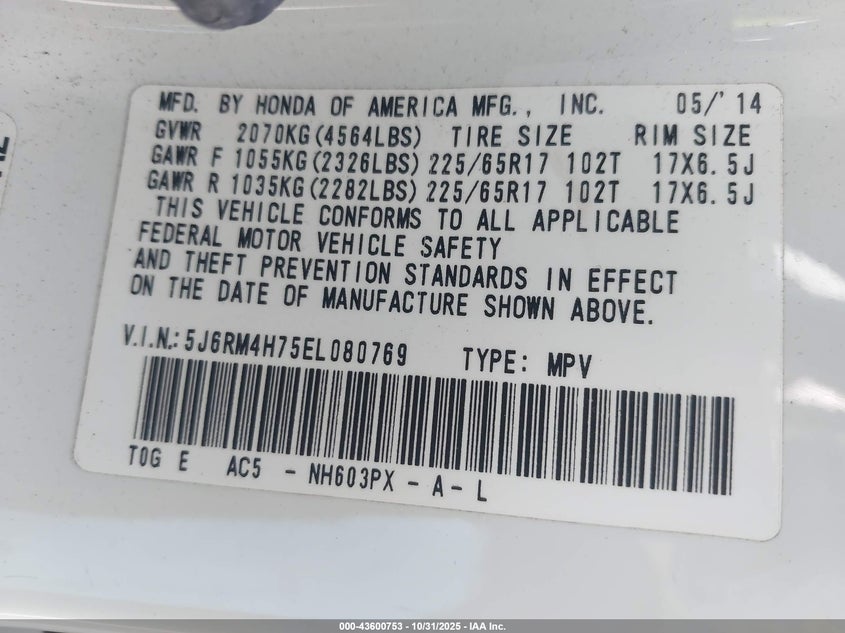 MFD. BY HONDA OF AMERICA MFG., INC. 05/'14
GVWR 2070KG(4564LBS) TIRE SIZE RIM SIZE
GAWR F 1055KG(2326LBS) 225/65R17 102T 17X6.5J
GAWR R 1035KG(2282LBS) 225/65R17 102T 17X6.5J
THIS VEHICLE CONFORMS TO ALL APPLICABLE
FEDERAL MOTOR VEHICLE SAFETY
AND THEFT PREVENTION STANDARDS IN EFFECT
ON THE DATE OF MANUFACTURE SHOWN ABOVE.
V.I.N.: 5J6RM4H75EL080769 TYPE: MPV
T0G E AC5 - NH603PX - A - L
000-43600753 - 10/31/2025 - IAA Inc.